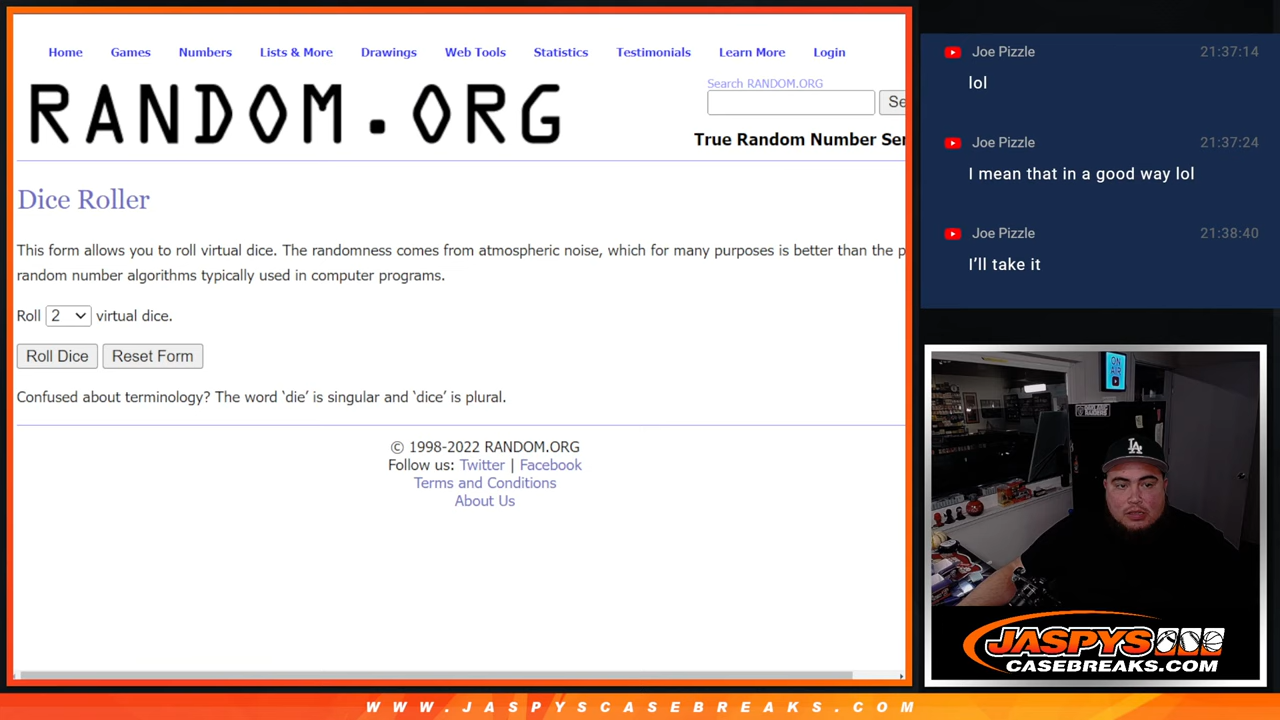 Home Games Numbers Lists & More Drawings Web Tools Statistics Testimonials Learn More Login
RANDOM.ORG
Search RANDOM.ORG
Se
True Random Number Ser
Dice Roller
This form allows you to roll virtual dice. The randomness comes from atmospheric noise, which for many purposes is better than the p
random number algorithms typically used in computer programs.
Roll 2 virtual dice.
Roll Dice Reset Form
Confused about terminology? The word ‘die’ is singular and ‘dice’ is plural.
© 1998-2022 RANDOM.ORG
Follow us: Twitter | Facebook
Terms and Conditions
About Us
Joe Pizzle 21:37:14
lol
Joe Pizzle 21:37:24
I mean that in a good way lol
Joe Pizzle 21:38:40
I’ll take it
ON
AIR
LA
JASPYS
CASEBREAKS.COM
WWW.JASPYSCASEBREAKS.COM